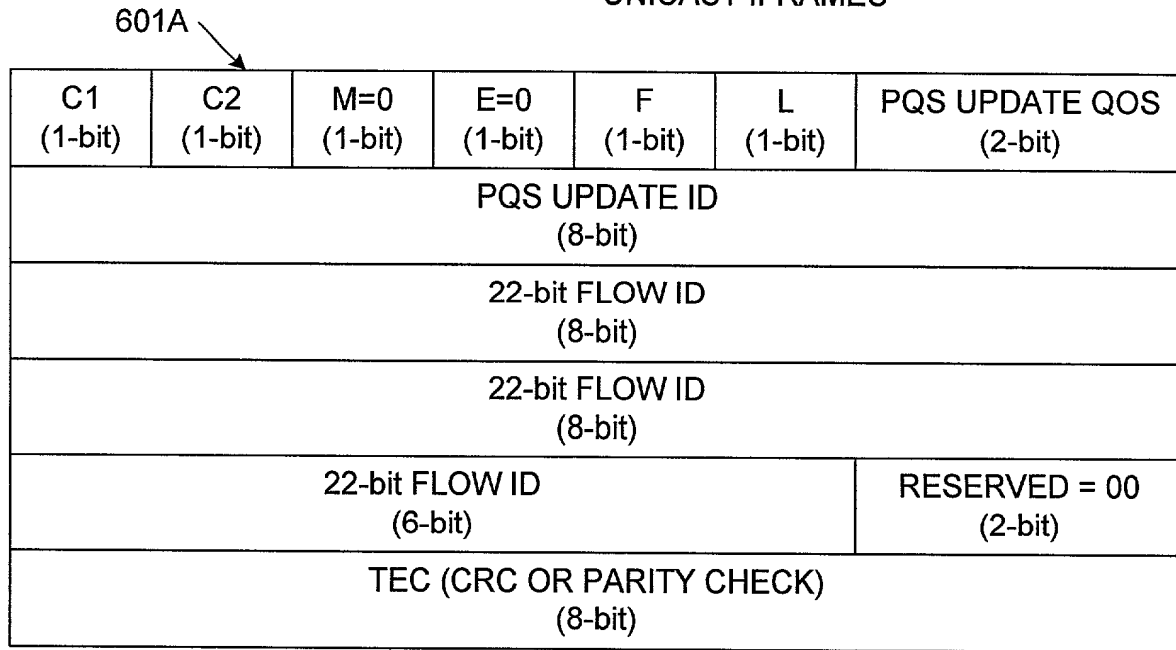 UNICAST IFRAMES
601A
C1 C2 M=0 E=0 F L PQS UPDATE QOS
(1-bit) (1-bit) (1-bit) (1-bit) (1-bit) (1-bit) (2-bit)
PQS UPDATE ID
(8-bit)
22-bit FLOW ID
(8-bit)
22-bit FLOW ID
(8-bit)
22-bit FLOW ID RESERVED = 00
(6-bit) (2-bit)
TEC (CRC OR PARITY CHECK)
(8-bit)